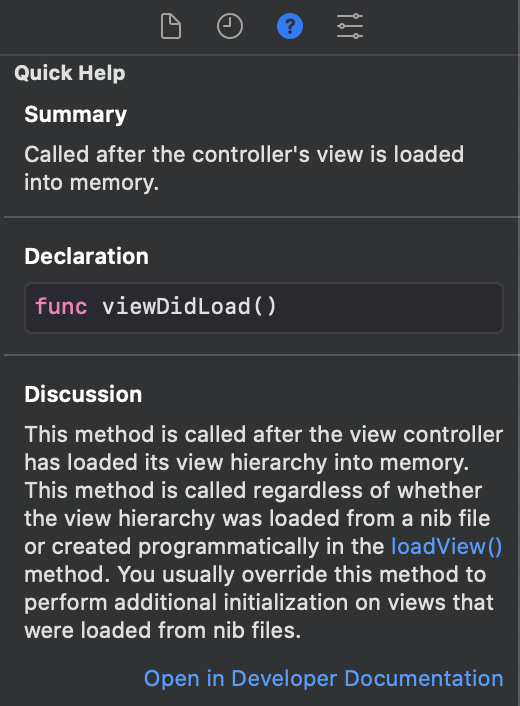 Quick Help
Summary
Called after the controller's view is loaded
into memory.
Declaration
func viewDidLoad()
Discussion
This method is called after the view controller
has loaded its view hierarchy into memory.
This method is called regardless of whether
the view hierarchy was loaded from a nib file
or created programmatically in the loadView()
method. You usually override this method to
perform additional initialization on views that
were loaded from nib files.
Open in Developer Documentation